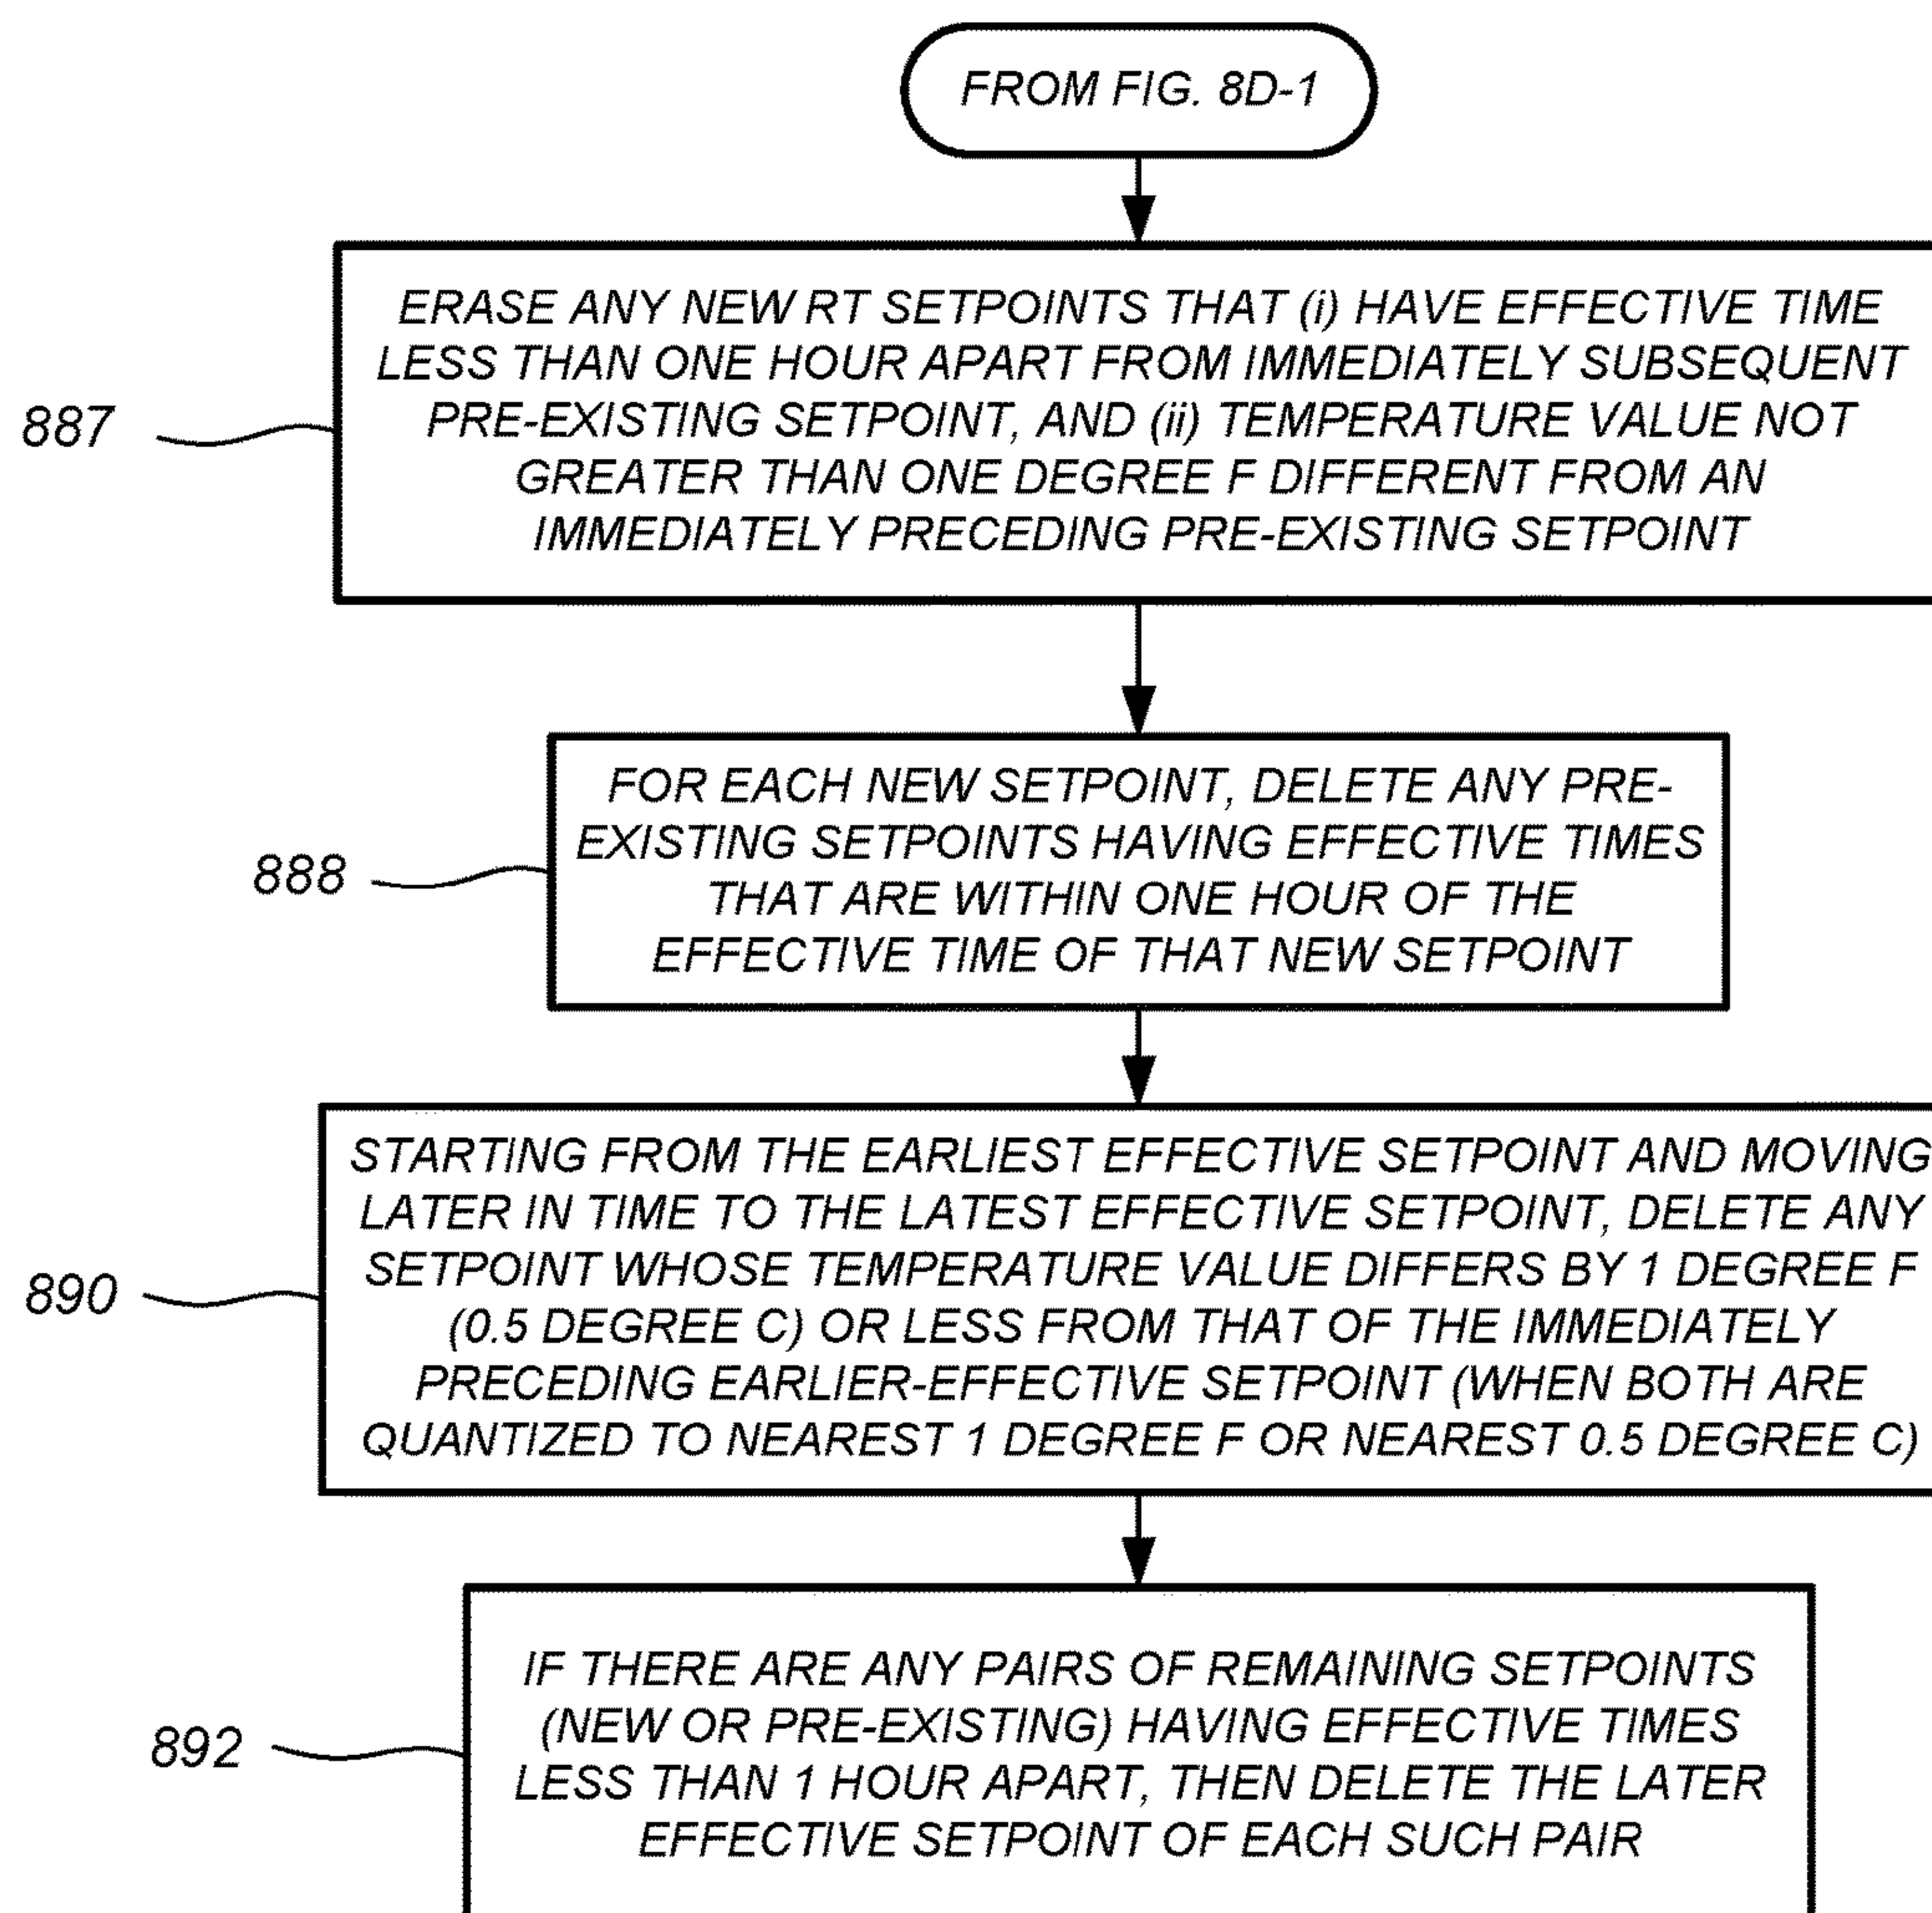 FROM FIG. 8D-1
887
ERASE ANY NEW RT SETPOINTS THAT (i) HAVE EFFECTIVE TIME
LESS THAN ONE HOUR APART FROM IMMEDIATELY SUBSEQUENT
PRE-EXISTING SETPOINT, AND (ii) TEMPERATURE VALUE NOT
GREATER THAN ONE DEGREE F DIFFERENT FROM AN
IMMEDIATELY PRECEDING PRE-EXISTING SETPOINT
888
FOR EACH NEW SETPOINT, DELETE ANY PRE-
EXISTING SETPOINTS HAVING EFFECTIVE TIMES
THAT ARE WITHIN ONE HOUR OF THE
EFFECTIVE TIME OF THAT NEW SETPOINT
890
STARTING FROM THE EARLIEST EFFECTIVE SETPOINT AND MOVING
LATER IN TIME TO THE LATEST EFFECTIVE SETPOINT, DELETE ANY
SETPOINT WHOSE TEMPERATURE VALUE DIFFERS BY 1 DEGREE F
(0.5 DEGREE C) OR LESS FROM THAT OF THE IMMEDIATELY
PRECEDING EARLIER-EFFECTIVE SETPOINT (WHEN BOTH ARE
QUANTIZED TO NEAREST 1 DEGREE F OR NEAREST 0.5 DEGREE C)
892
IF THERE ARE ANY PAIRS OF REMAINING SETPOINTS
(NEW OR PRE-EXISTING) HAVING EFFECTIVE TIMES
LESS THAN 1 HOUR APART, THEN DELETE THE LATER
EFFECTIVE SETPOINT OF EACH SUCH PAIR